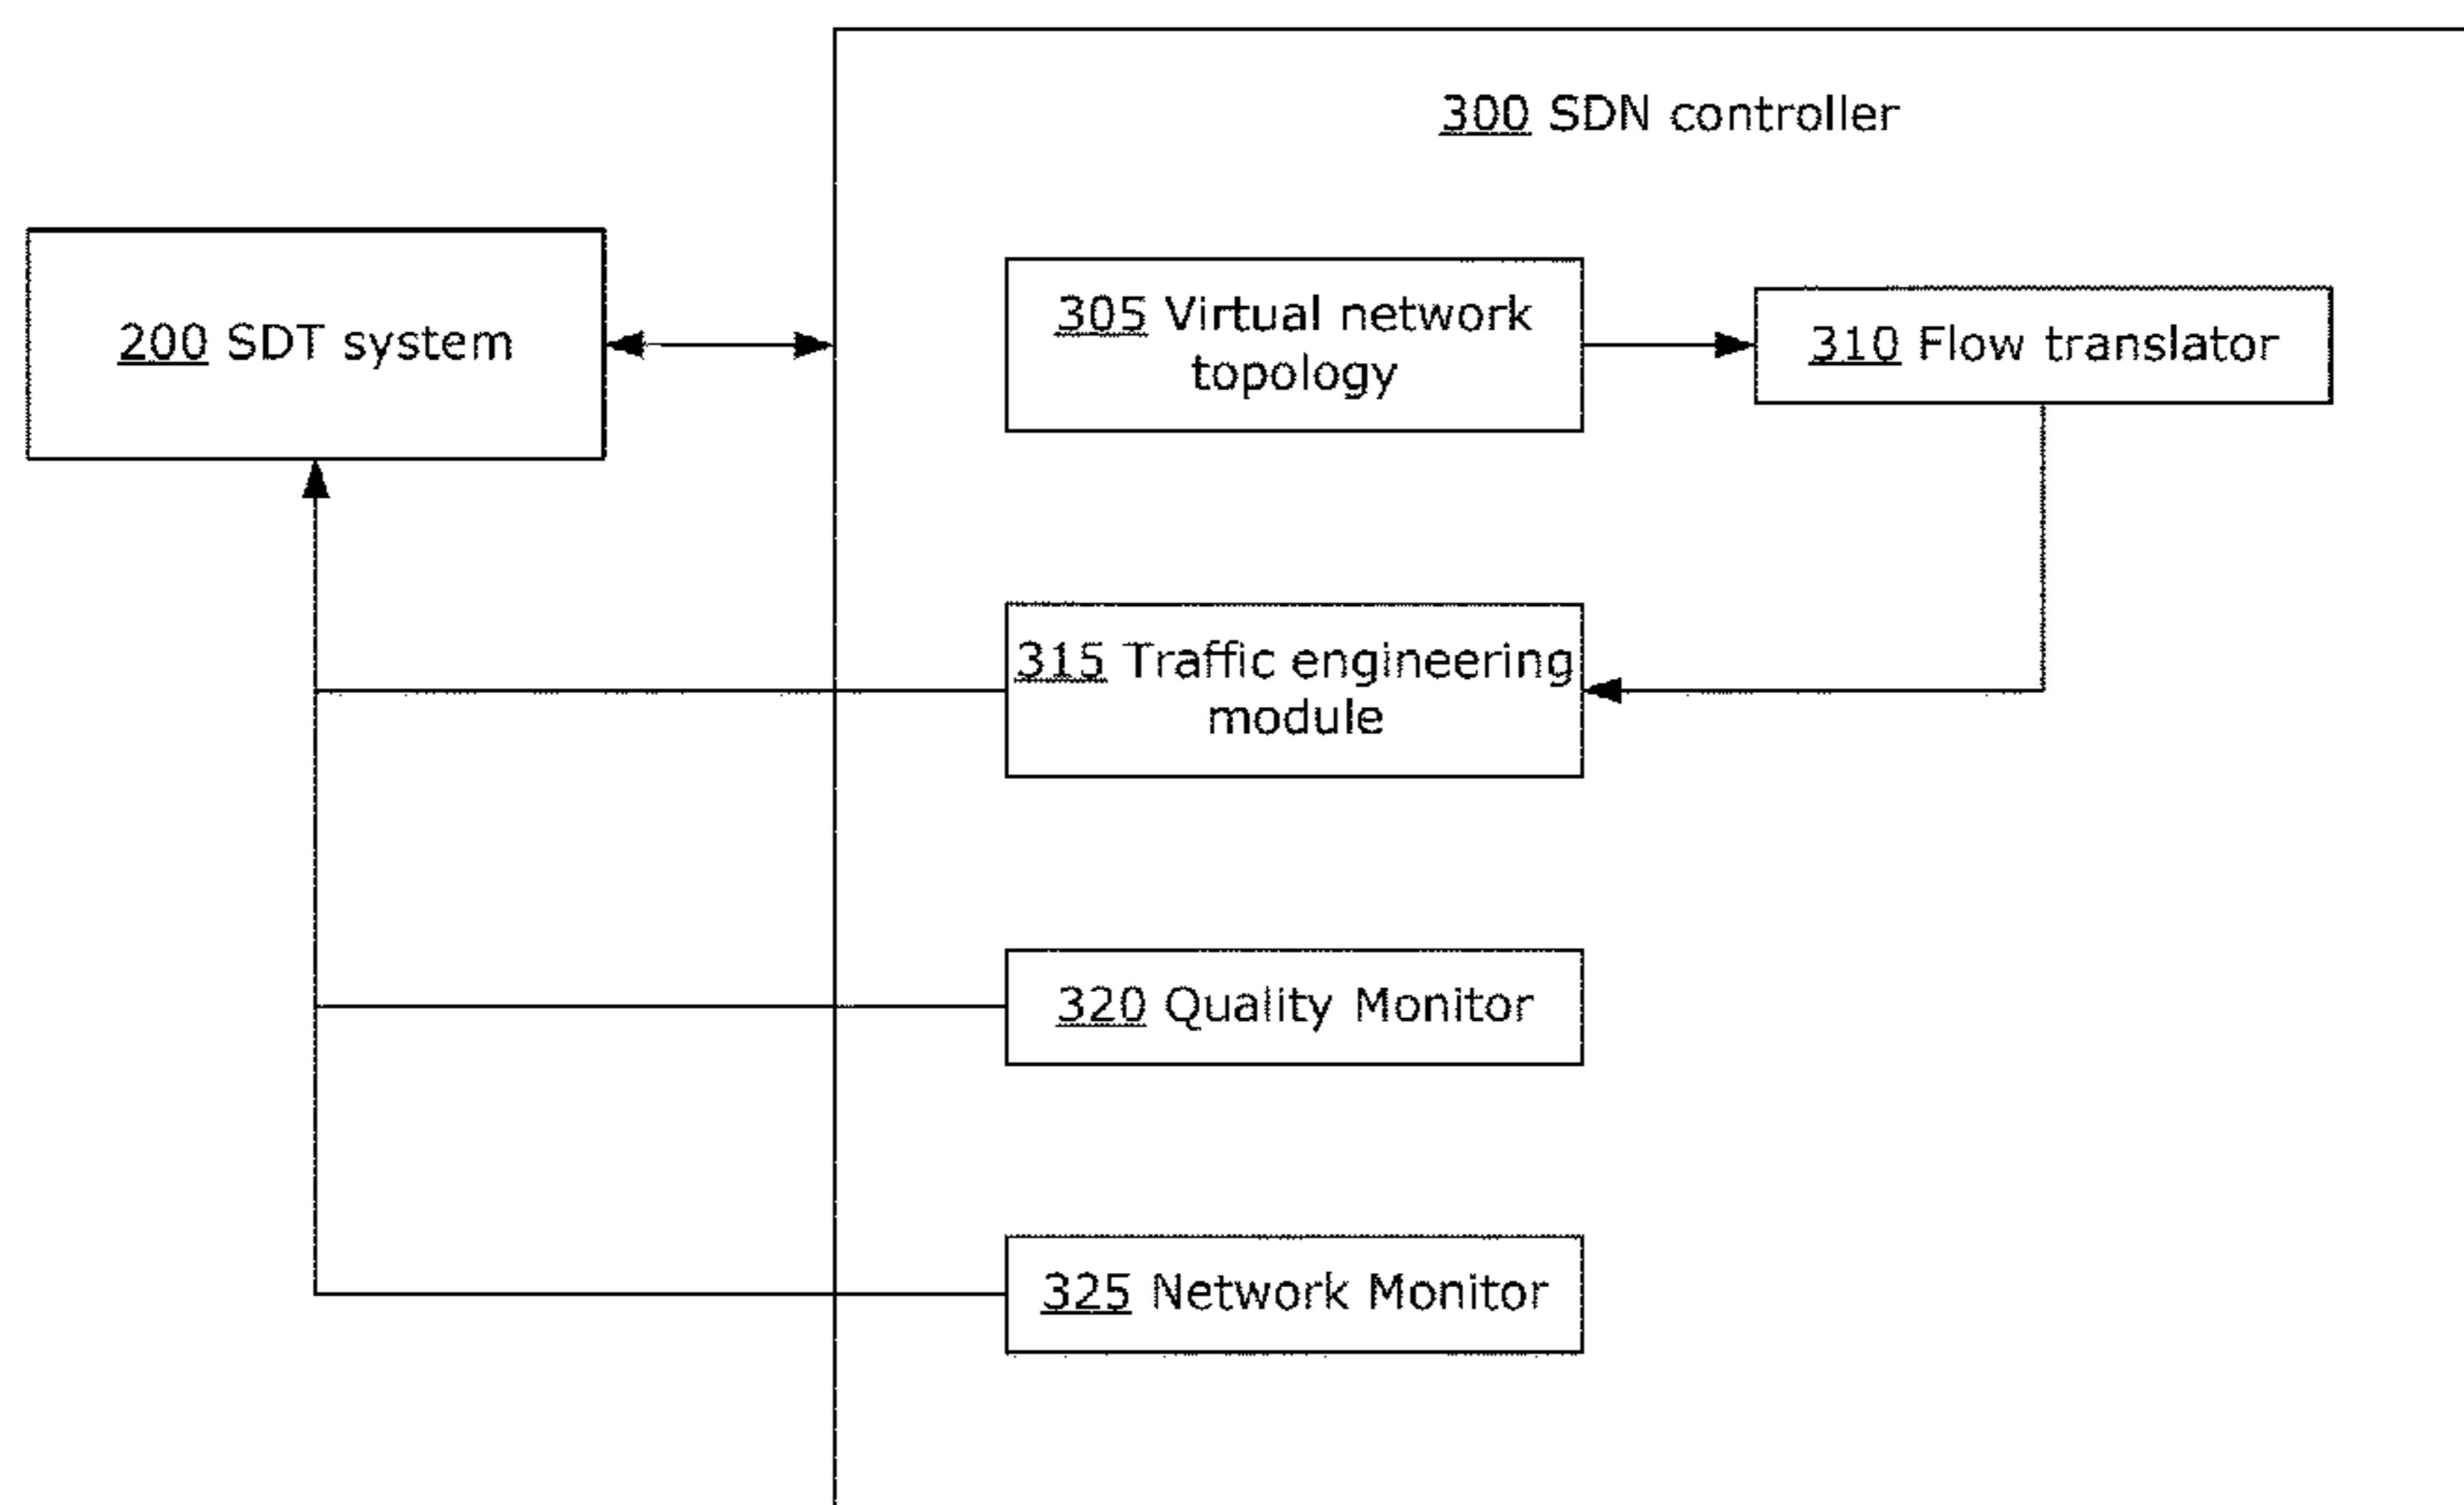 300 SDN controller
200 SDT system
305 Virtual network
topology
310 Flow translator
315 Traffic engineering
module
320 Quality Monitor
325 Network Monitor